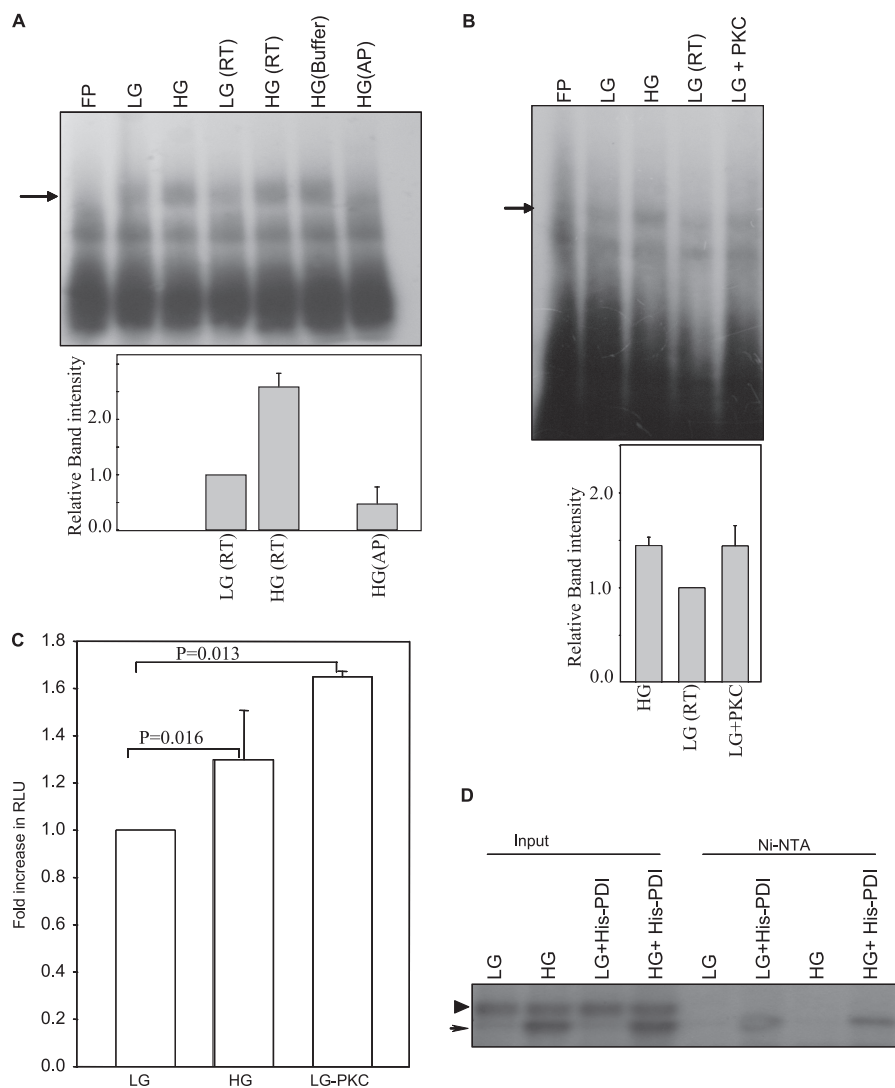 A
FP
LG
HG
LG (RT)
HG (RT)
HG(Buffer)
HG(AP)
Relative Band intensity
2.0
1.0
0.0
LG (RT)
HG (RT)
HG(AP)
B
FP
LG
HG
LG (RT)
LG + PKC
Relative Band intensity
2.0
1.0
0.0
HG
LG (RT)
LG+PKC
C
Fold increase in RLU
1.8
1.6
1.4
1.2
1.0
0.8
0.6
0.4
0.2
0.0
P=0.013
P=0.016
LG
HG
LG-PKC
D
Input
Ni-NTA
LG
HG
LG+His-PDI
HG+ His-PDI
LG
LG+His-PDI
HG
HG+ His-PDI